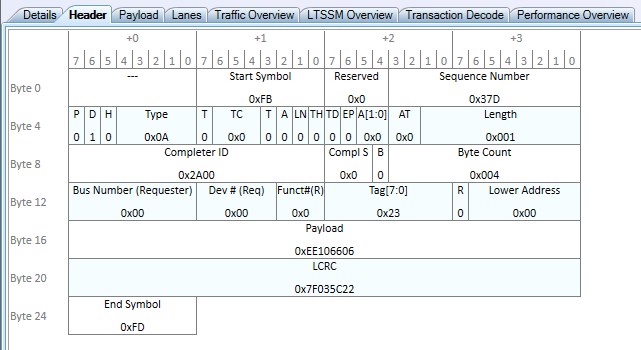 Details Header Payload Lanes Traffic Overview LTSSM Overview Transaction Decode Performance Overview
+0 +1 +2 +3
7 6 5 4 3 2 1 0 7 6 5 4 3 2 1 0 7 6 5 4 3 2 1 0 7 6 5 4 3 2 1 0
Byte 0
--- Start Symbol Reserved Sequence Number
0xFB 0x0 0x37D
Byte 4
P D H Type T TC T A LN TH TD EP A[1:0] AT Length
0 1 0 0x0A 0 0x0 0 0 0 0 0 0 0x0 0x0 0x001
Byte 8
Completer ID Compl S B Byte Count
0x2A00 0x0 0 0x004
Byte 12
Bus Number (Requester) Dev # (Req) Funct#(R) Tag[7:0] R Lower Address
0x00 0x00 0x0 0x23 0 0x00
Byte 16
Payload
0xEE106606
Byte 20
LCRC
0x7F035C22
Byte 24
End Symbol
0xFD